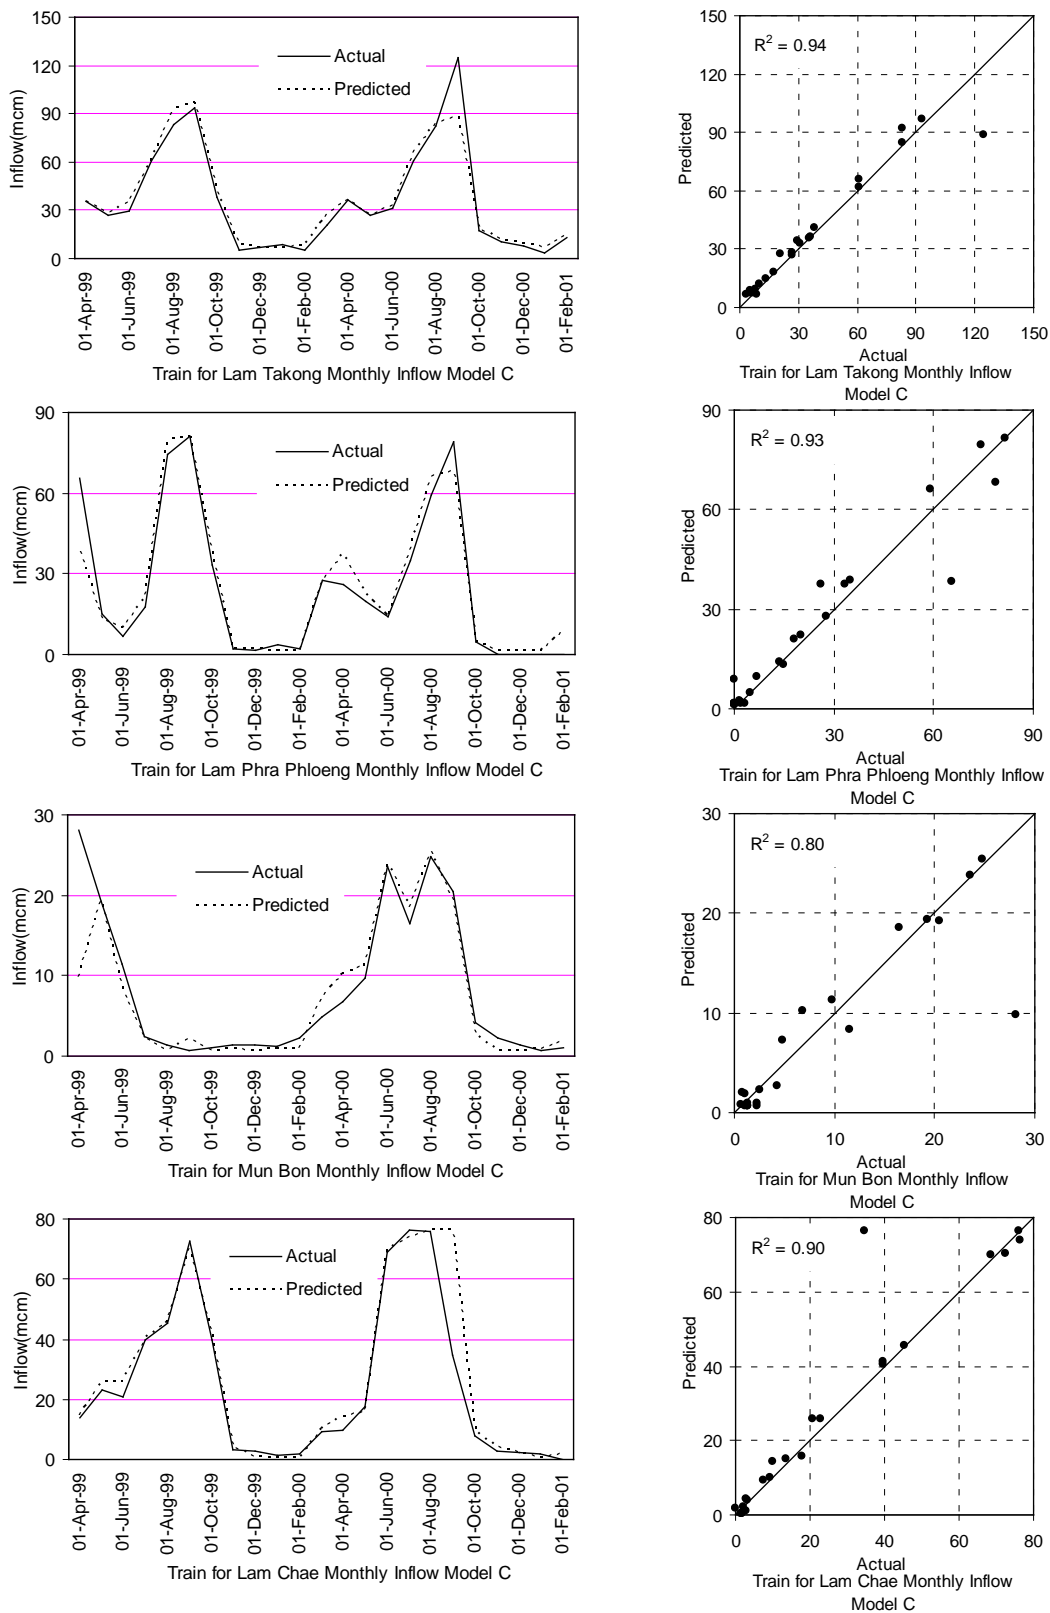 150
120
90
60
30
0
Inflow(mcm)
Actual
Predicted
01-Apr-99
01-Jun-99
01-Aug-99
01-Oct-99
01-Dec-99
01-Feb-00
01-Apr-00
01-Jun-00
01-Aug-00
01-Oct-00
01-Dec-00
01-Feb-01
Train for Lam Takong Monthly Inflow Model C
150
120
90
60
30
0
Predicted
R² = 0.94
0 30 60 90 120 150
Actual
Train for Lam Takong Monthly Inflow
Model C
90
60
30
0
Inflow(mcm)
Actual
Predicted
01-Apr-99
01-Jun-99
01-Aug-99
01-Oct-99
01-Dec-99
01-Feb-00
01-Apr-00
01-Jun-00
01-Aug-00
01-Oct-00
01-Dec-00
01-Feb-01
Train for Lam Phra Phloeng Monthly Inflow Model C
90
60
30
0
Predicted
R² = 0.93
0 30 60 90
Actual
Train for Lam Phra Phloeng Monthly Inflow
Model C
30
20
10
0
Inflow(mcm)
Actual
Predicted
01-Apr-99
01-Jun-99
01-Aug-99
01-Oct-99
01-Dec-99
01-Feb-00
01-Apr-00
01-Jun-00
01-Aug-00
01-Oct-00
01-Dec-00
01-Feb-01
Train for Mun Bon Monthly Inflow Model C
30
20
10
0
Predicted
R² = 0.80
0 10 20 30
Actual
Train for Mun Bon Monthly Inflow
Model C
80
60
40
20
0
Inflow(mcm)
Actual
Predicted
01-Apr-99
01-Jun-99
01-Aug-99
01-Oct-99
01-Dec-99
01-Feb-00
01-Apr-00
01-Jun-00
01-Aug-00
01-Oct-00
01-Dec-00
01-Feb-01
Train for Lam Chae Monthly Inflow Model C
80
60
40
20
0
Predicted
R² = 0.90
0 20 40 60 80
Actual
Train for Lam Chae Monthly Inflow
Model C